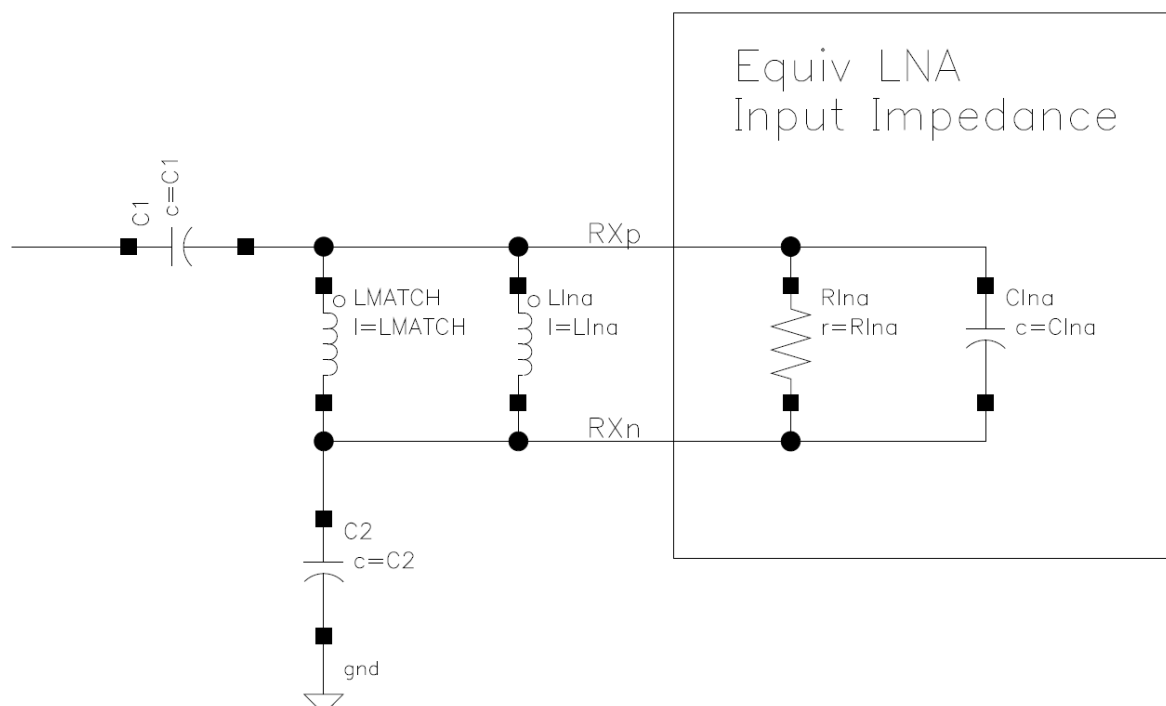 Equiv LNA
Input Impedance
C1
c=C1
RXp
LMATCH
l=LMATCH
Llna
l=Llna
Rlna
r=Rlna
Clna
c=Clna
RXn
C2
c=C2
gnd